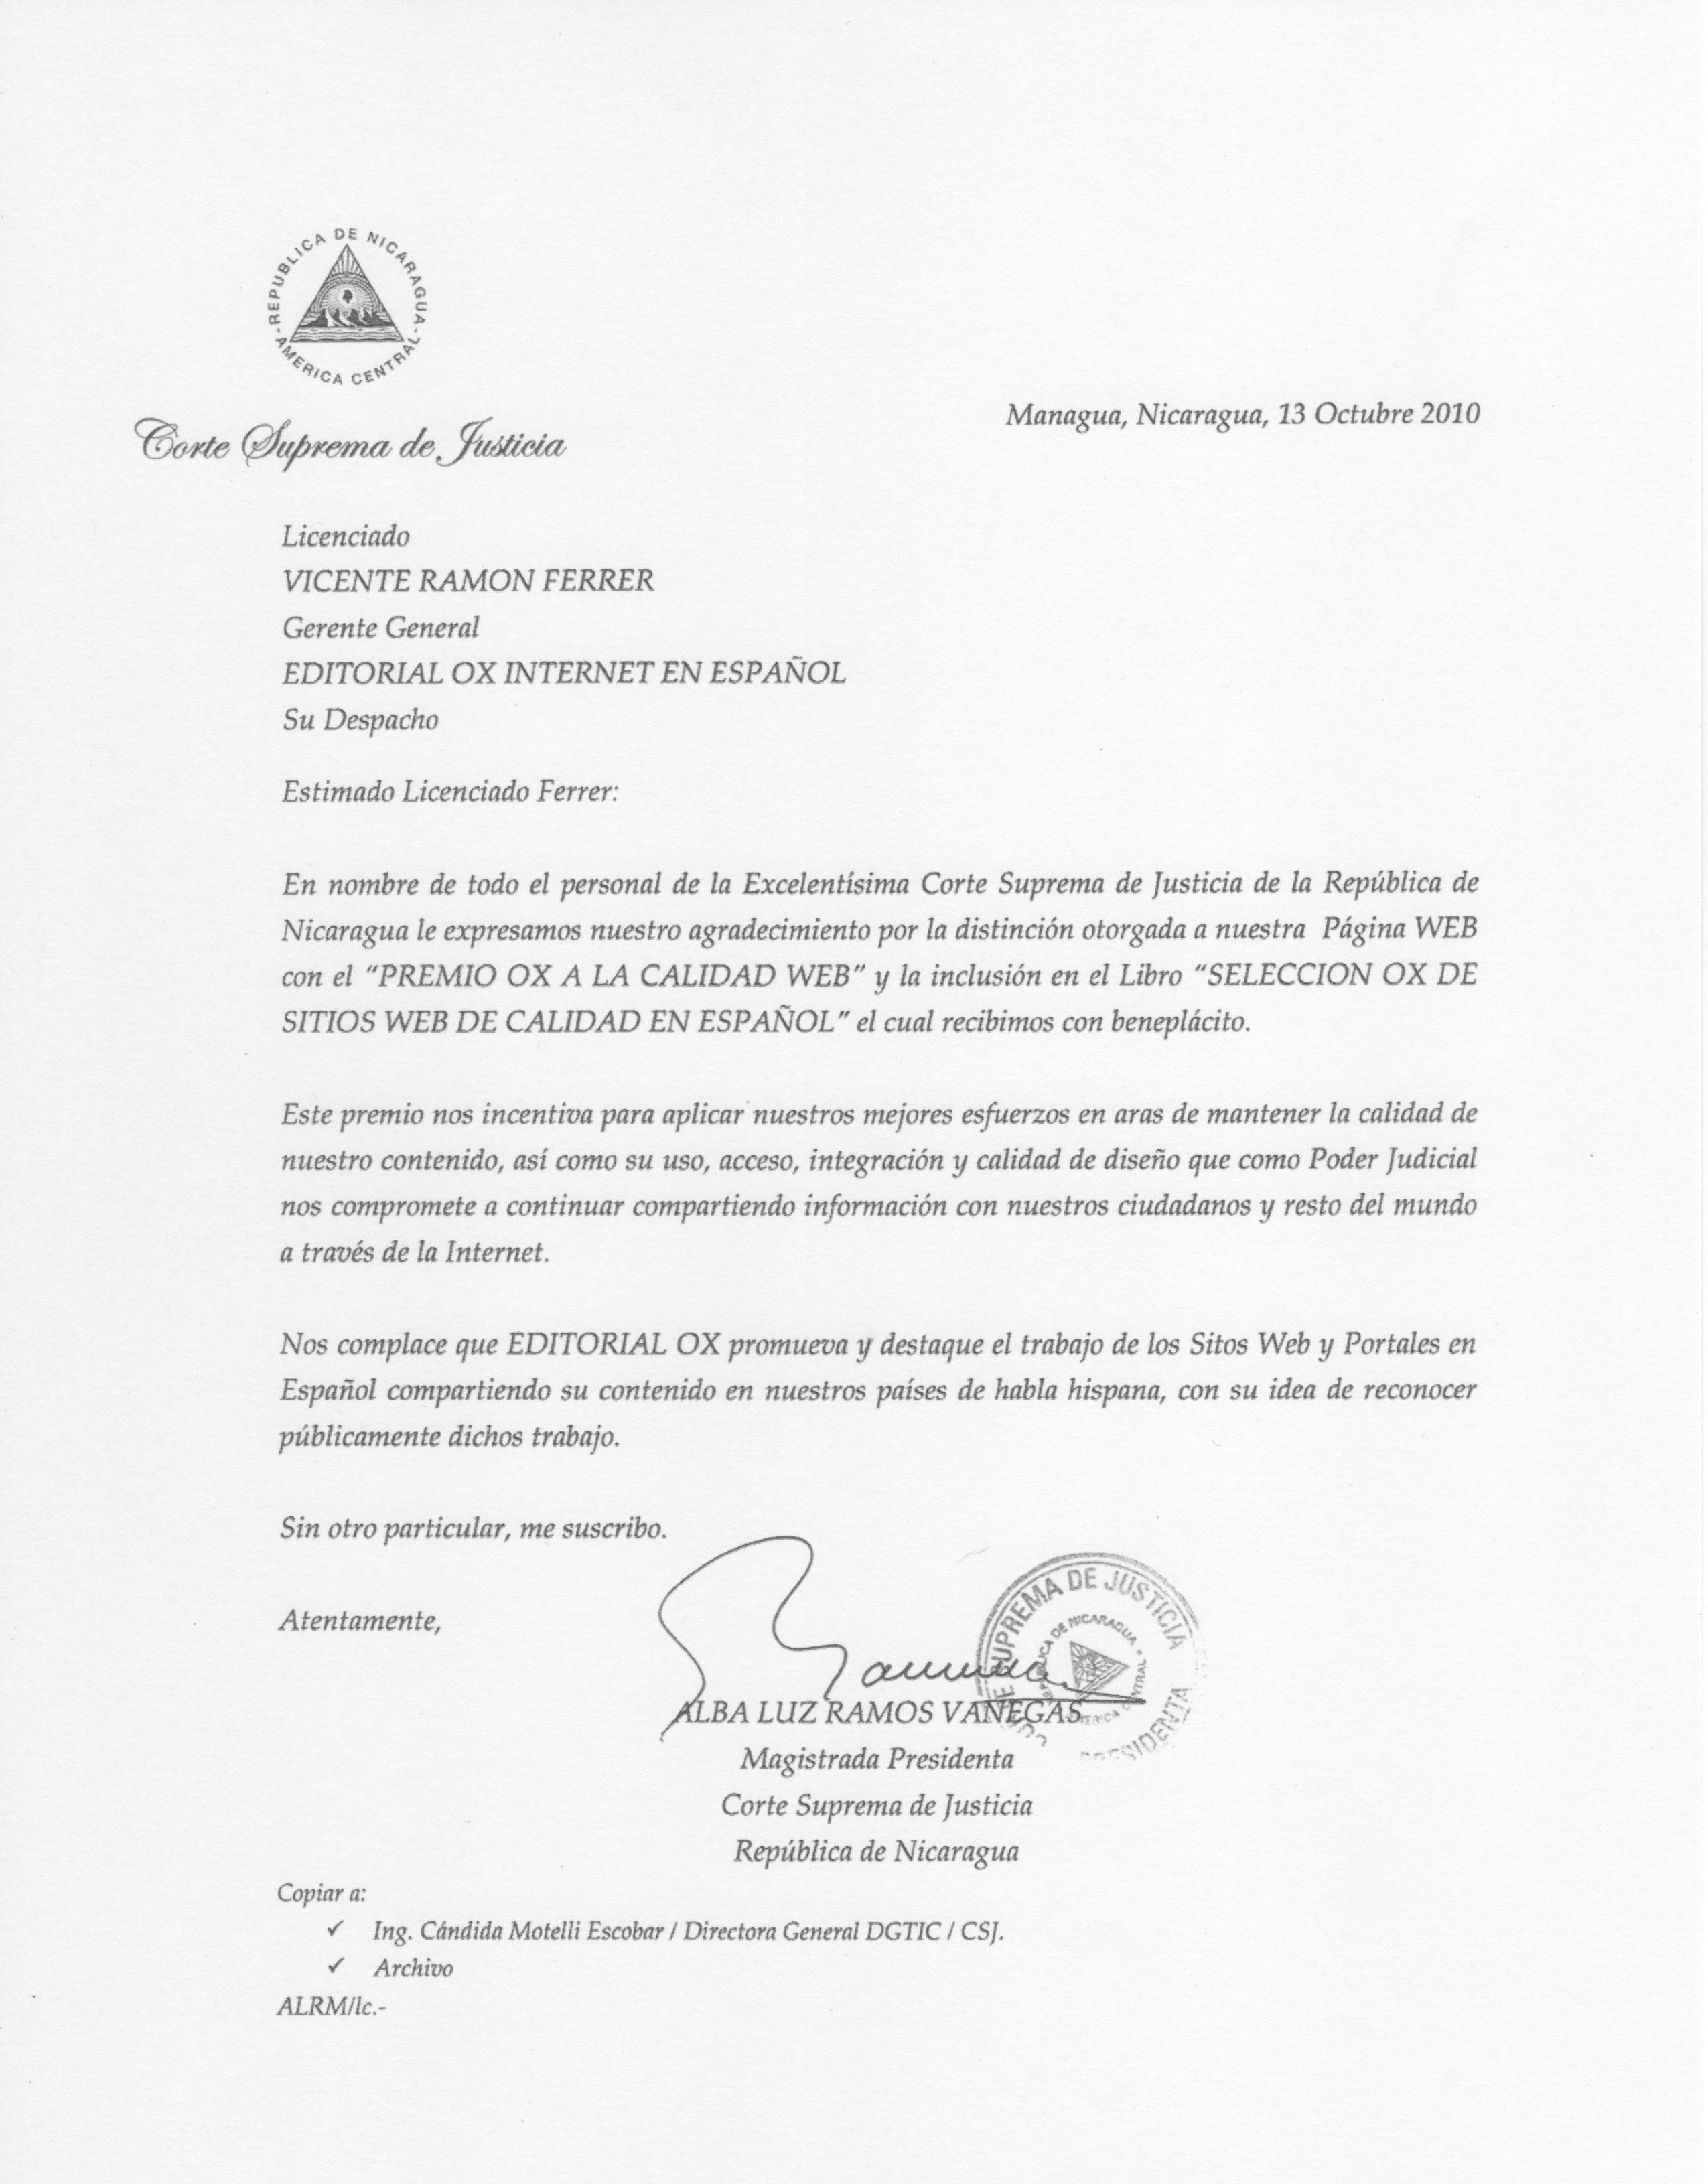 REPUBLICA DE NICARAGUA
- AMERICA CENTRAL -
Corte Suprema de Justicia
Managua, Nicaragua, 13 Octubre 2010
Licenciado
VICENTE RAMON FERRER
Gerente General
EDITORIAL OX INTERNET EN ESPAÑOL
Su Despacho
Estimado Licenciado Ferrer:
En nombre de todo el personal de la Excelentísima Corte Suprema de Justicia de la República de
Nicaragua le expresamos nuestro agradecimiento por la distinción otorgada a nuestra Página WEB
con el “PREMIO OX A LA CALIDAD WEB” y la inclusión en el Libro “SELECCION OX DE
SITIOS WEB DE CALIDAD EN ESPAÑOL” el cual recibimos con beneplácito.
Este premio nos incentiva para aplicar nuestros mejores esfuerzos en aras de mantener la calidad de
nuestro contenido, así como su uso, acceso, integración y calidad de diseño que como Poder Judicial
nos compromete a continuar compartiendo información con nuestros ciudadanos y resto del mundo
a través de la Internet.
Nos complace que EDITORIAL OX promueva y destaque el trabajo de los Sitos Web y Portales en
Español compartiendo su contenido en nuestros países de habla hispana, con su idea de reconocer
públicamente dichos trabajo.
Sin otro particular, me suscribo.
Atentamente,
SUPREMA DE JUSTICIA
DE NICARAGUA
PRESIDENTA
ALBA LUZ RAMOS VANEGAS
Magistrada Presidenta
Corte Suprema de Justicia
República de Nicaragua
Copiar a:
✓ Ing. Cándida Motelli Escobar / Directora General DGTIC / CSJ.
✓ Archivo
ALRM/lc.-